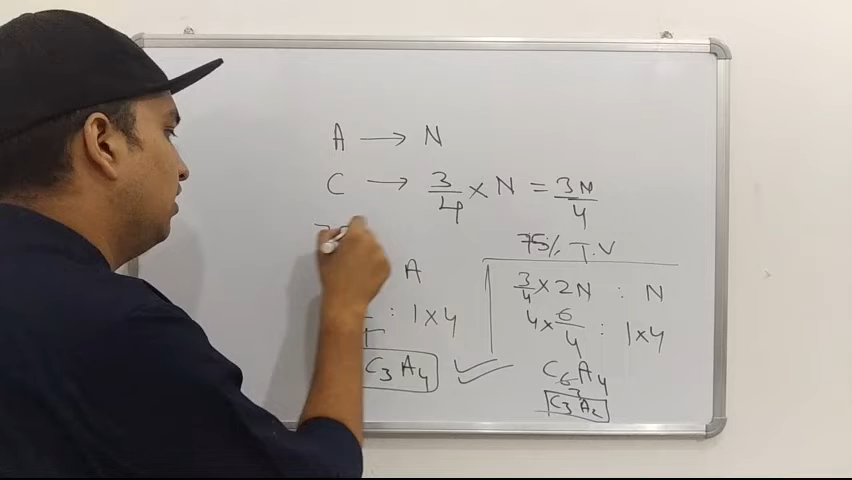 A → N
C → 3/4 × N = 3N/4
A
: 1 × 4
C₃A₄
75% T.V
3/4 × 2N : N
4 × 6/4 : 1 × 4
C₆A₄
C₃A₂